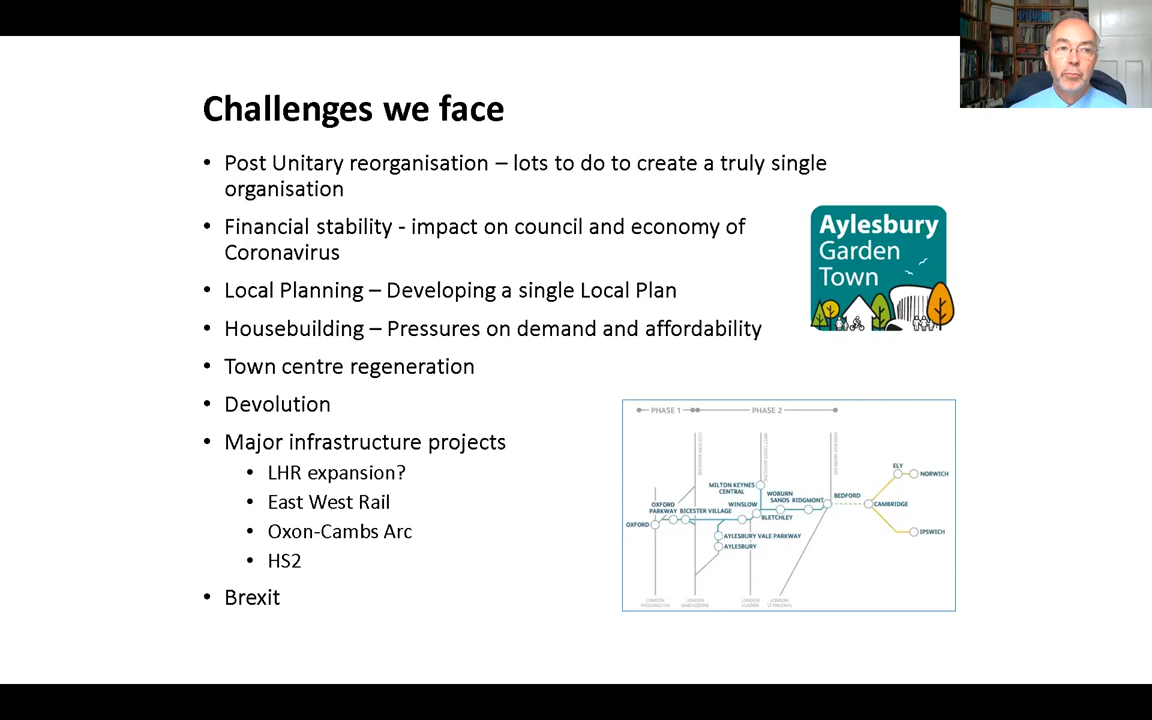 Challenges we face
• Post Unitary reorganisation – lots to do to create a truly single
organisation
• Financial stability - impact on council and economy of
Coronavirus
• Local Planning – Developing a single Local Plan
• Housebuilding – Pressures on demand and affordability
• Town centre regeneration
• Devolution
• Major infrastructure projects
• LHR expansion?
• East West Rail
• Oxon-Cambs Arc
• HS2
• Brexit
Aylesbury
Garden
Town
PHASE 1
PHASE 2
ELY
NORWICH
MILTON KEYNES
CENTRAL
WOBURN
SANDS
RIDGMONT
BEDFORD
OXFORD
PARKWAY
BICESTER VILLAGE
WINSLOW
CAMBRIDGE
BLETCHLEY
OXFORD
IPSWICH
AYLESBURY VALE PARKWAY
AYLESBURY
LONDON
LONDON
MARYLEBONE
LONDON
EUSTON
LONDON
ST PANCRAS